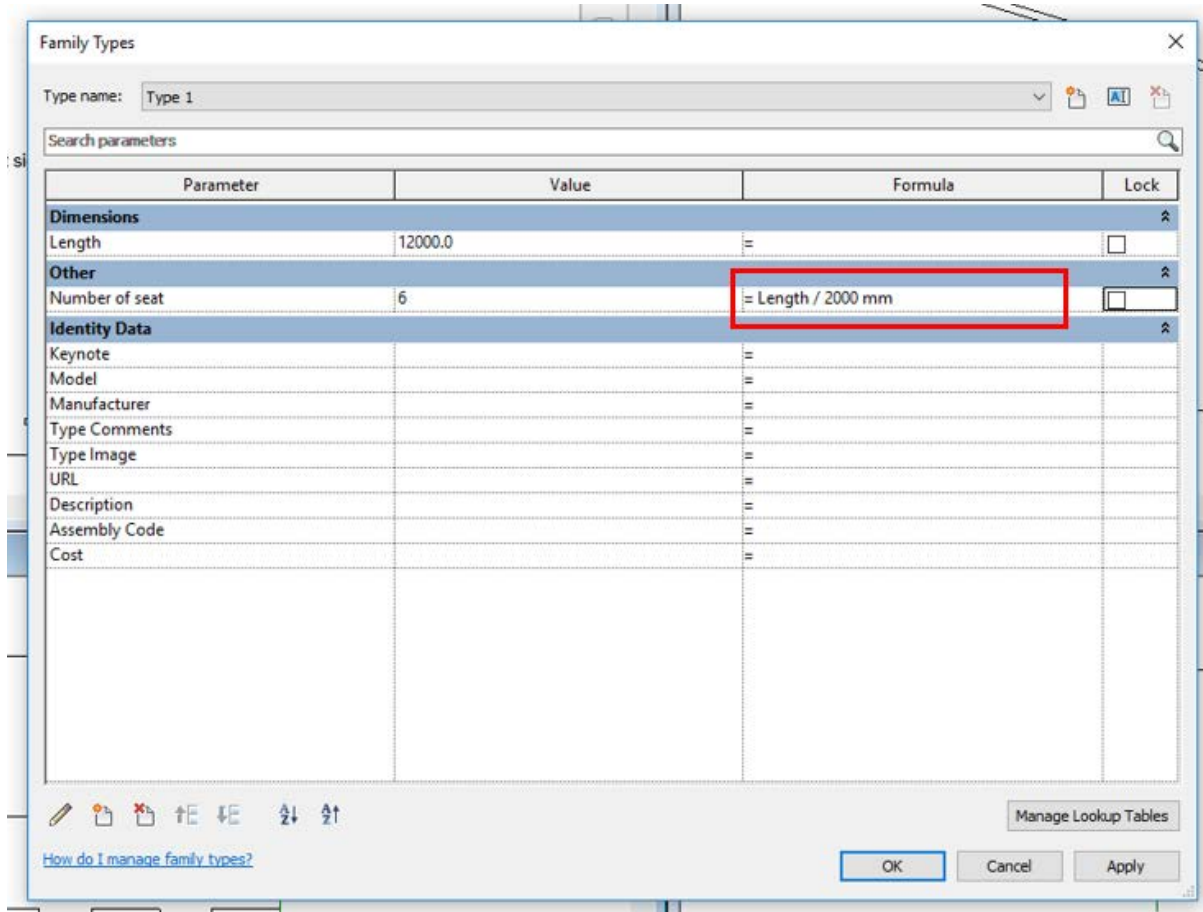 Family Types
Type name: Type 1
Search parameters
Parameter Value Formula Lock
Dimensions
Length 12000.0 =
Other
Number of seat 6 = Length / 2000 mm
Identity Data
Keynote =
Model =
Manufacturer =
Type Comments =
Type Image =
URL =
Description =
Assembly Code =
Cost =
Manage Lookup Tables
How do I manage family types?
OK Cancel Apply